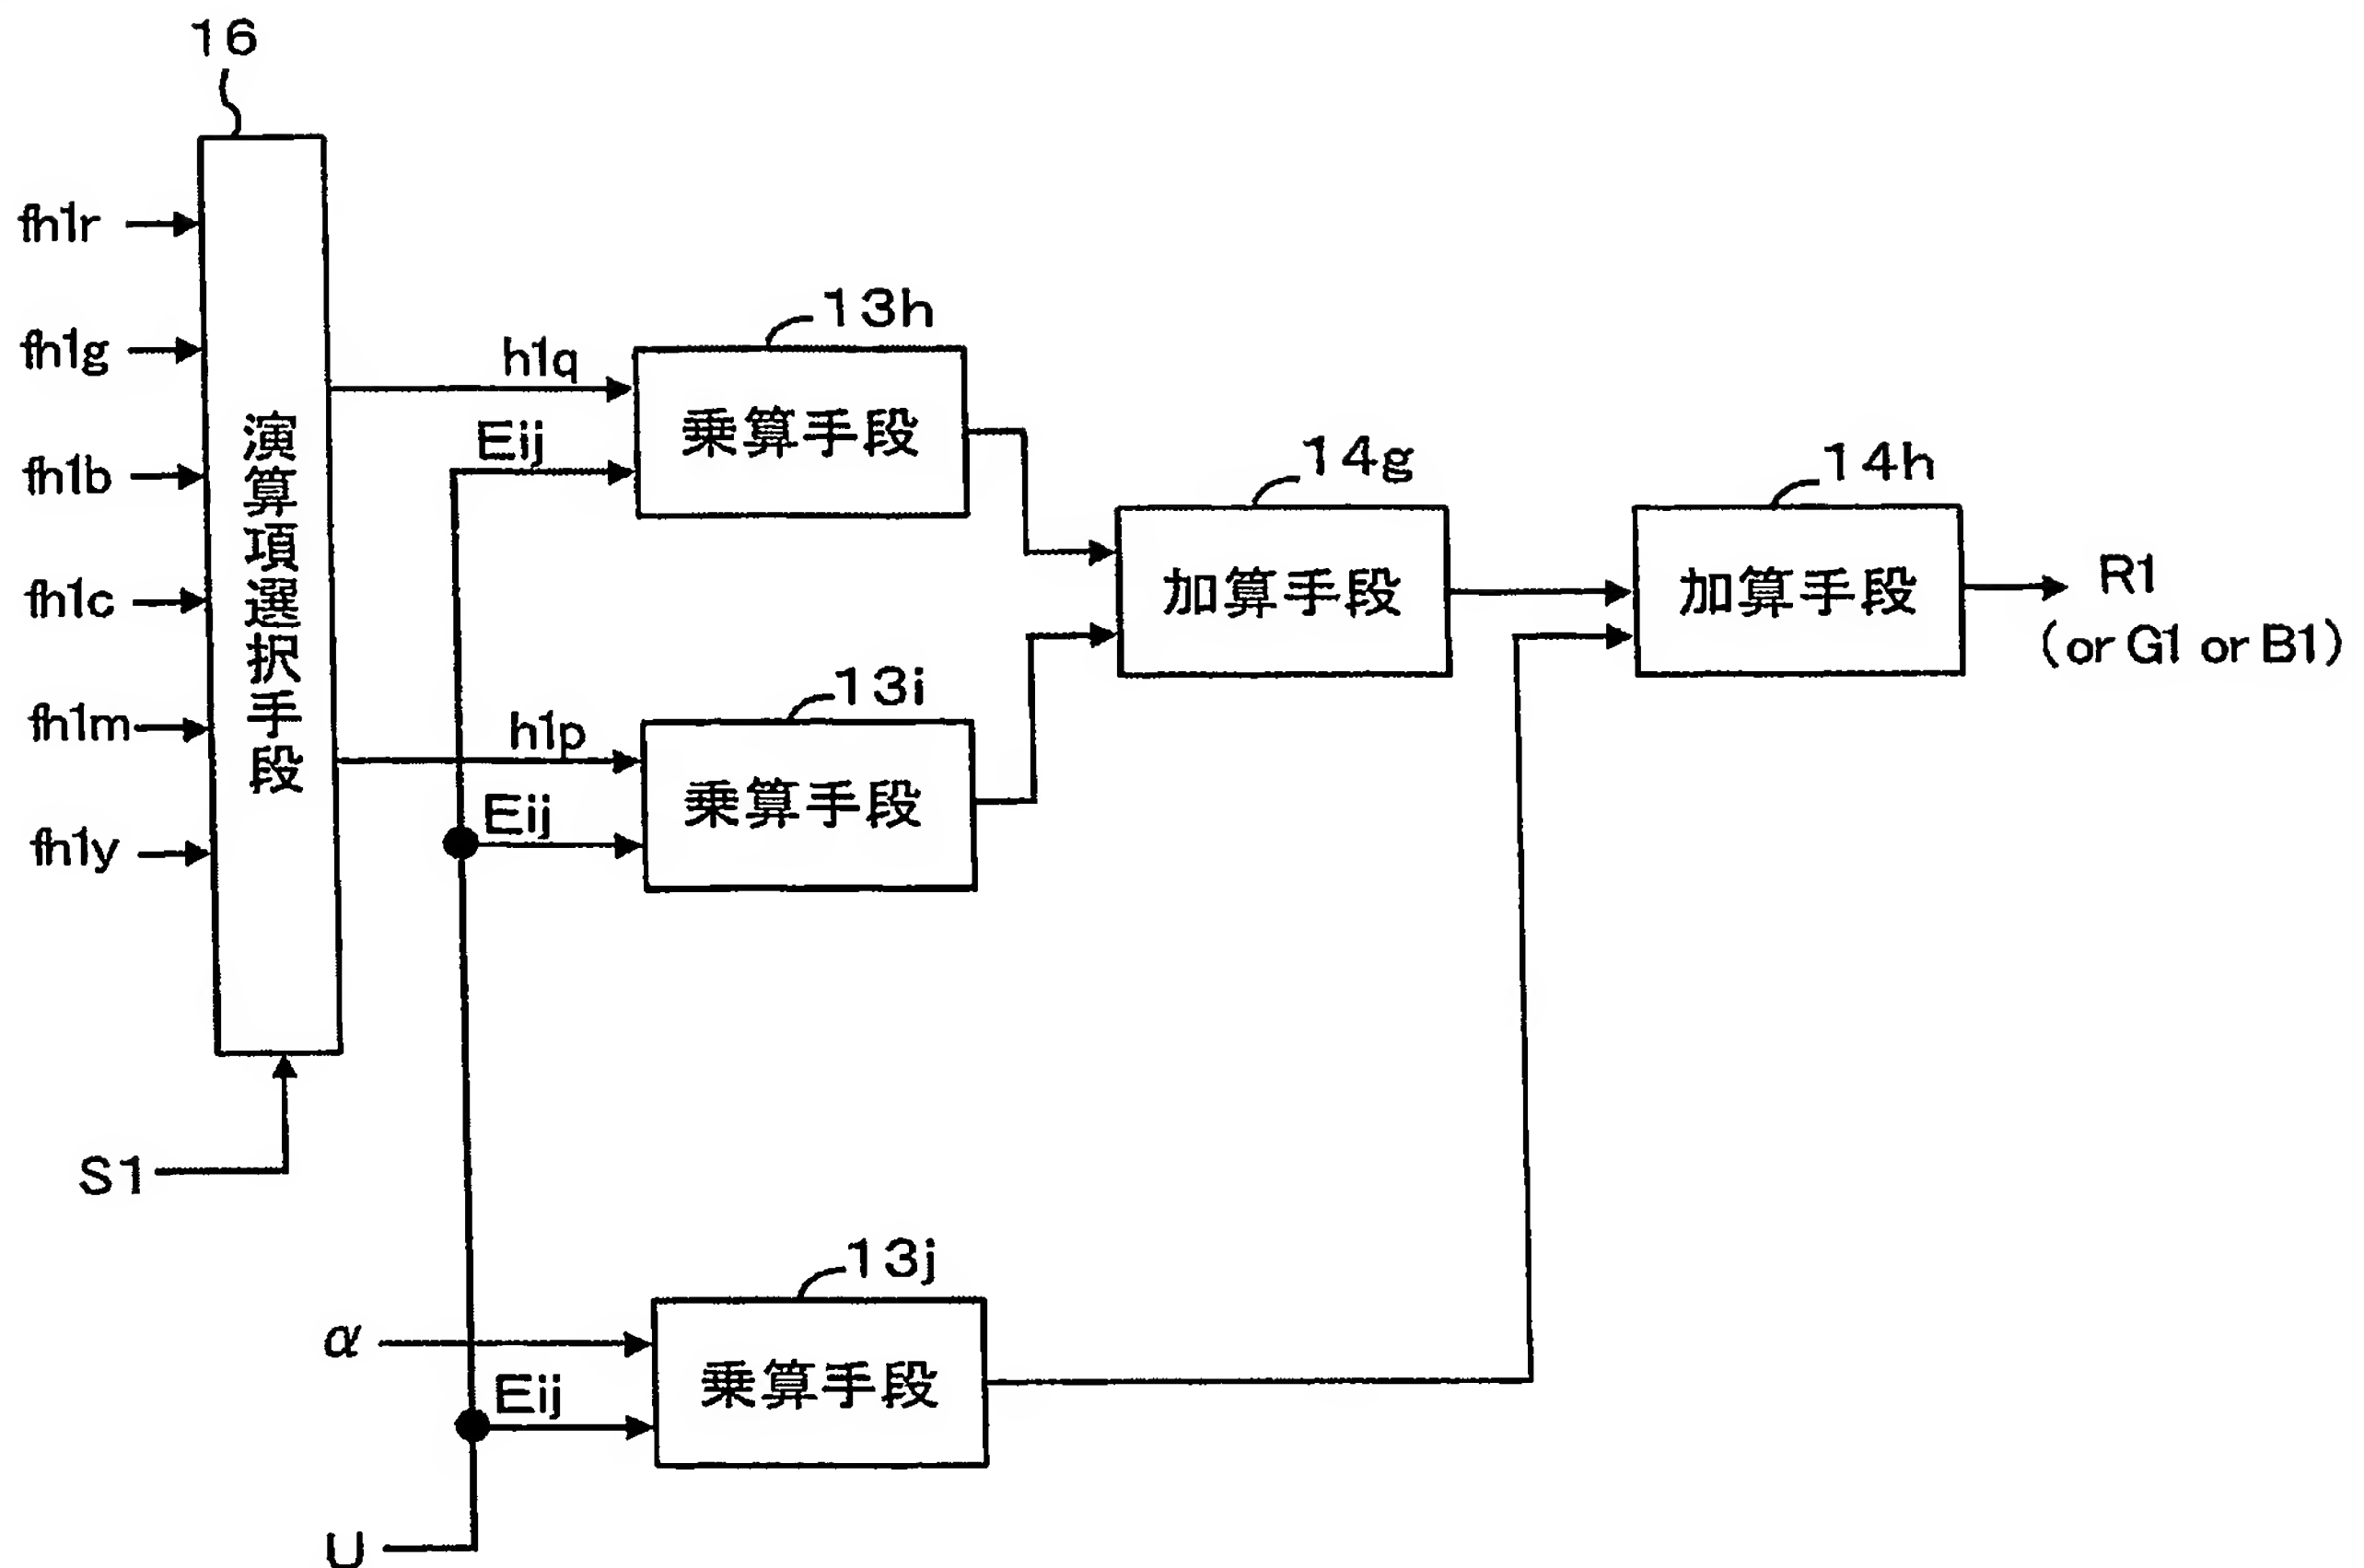 16
fh1r
fh1g
fh1b
fh1c
fh1m
fh1y
演算項選択手段
S1
h1q
Eij
13h
乗算手段
h1p
Eij
13i
乗算手段
14g
加算手段
14h
加算手段
R1
(or G1 or B1)
α
Eij
13j
乗算手段
U